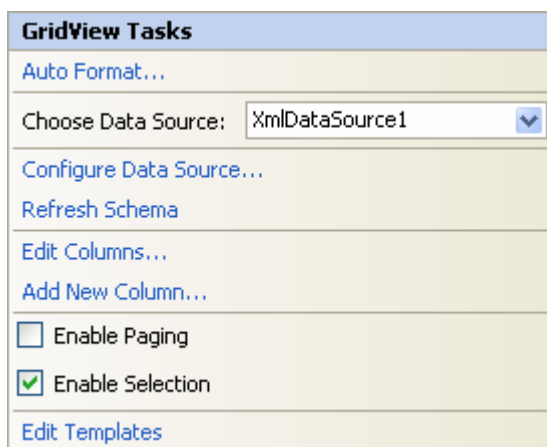 GridView Tasks
Auto Format...
Choose Data Source: XmlDataSource1
Configure Data Source...
Refresh Schema
Edit Columns...
Add New Column...
Enable Paging
Enable Selection
Edit Templates